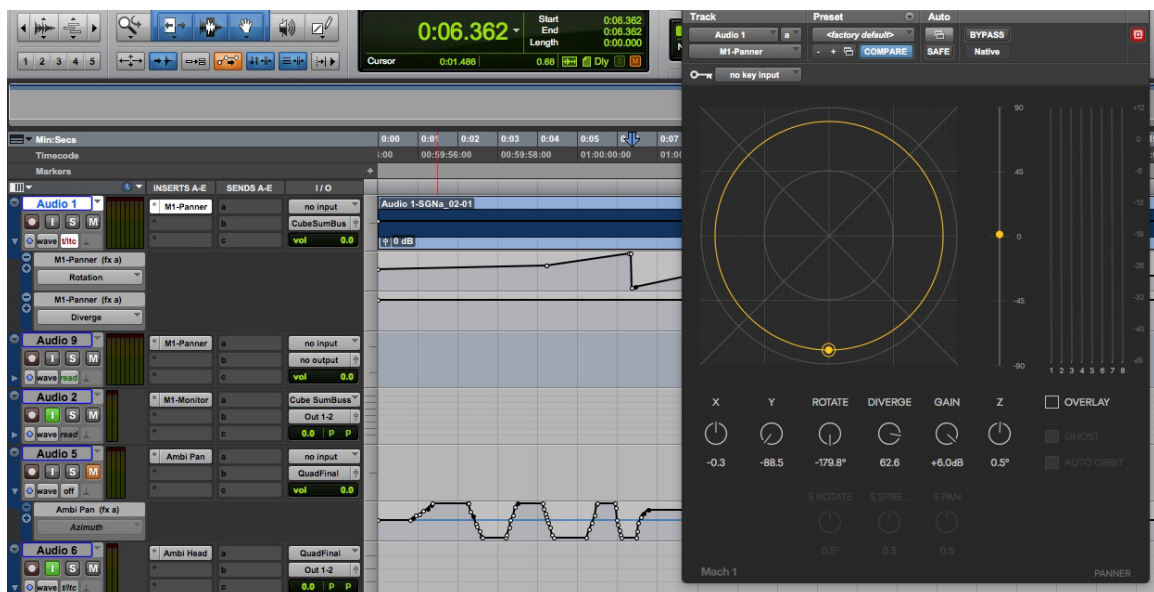 1 2 3 4 5
0:06.362
Start 0:06.362
End 0:06.362
Length 0:00.000
Cursor 0:01.486 0.68 Dly S M
Min:Secs 0:00 0:01 0:02 0:03 0:04 0:05 0:07
Timecode 00:59:56:00 00:59:58:00 01:00:00:00
Markers
INSERTS A-E SENDS A-E I / O
Audio 1 M1-Panner a no input
I S M b CubeSumBus
wave t/ltc c vol 0.0
Audio 1-SGNa_02-01
0 dB
M1-Panner (fx a)
Rotation
M1-Panner (fx a)
Diverge
Audio 9 M1-Panner a no input
I S M b no output
wave read c vol 0.0
Audio 2 M1-Monitor a Cube SumBuss
I S M b Out 1-2
wave read c 0.0 P P
Audio 5 Ambi Pan a no input
I S M b QuadFinal
wave off c vol 0.0
Ambi Pan (fx a)
Azimuth
Audio 6 Ambi Head a QuadFinal
I S M b Out 1-2
wave t/ltc c 0.0 P P
Track Preset Auto
Audio 1 a <factory default> BYPASS
M1-Panner - + COMPARE SAFE Native
no key input
90
45
0
-45
-90
+12
0
-12
-18
-26
-32
-40
dB
1 2 3 4 5 6 7 8
X Y ROTATE DIVERGE GAIN Z OVERLAY
GHOST
-0.3 -88.5 -179.8° 62.6 +6.0dB 0.5° AUTO ORBIT
S ROTATE S SPRE... S PAN
0.5° 0.5 0.5
Mach 1 PANNER